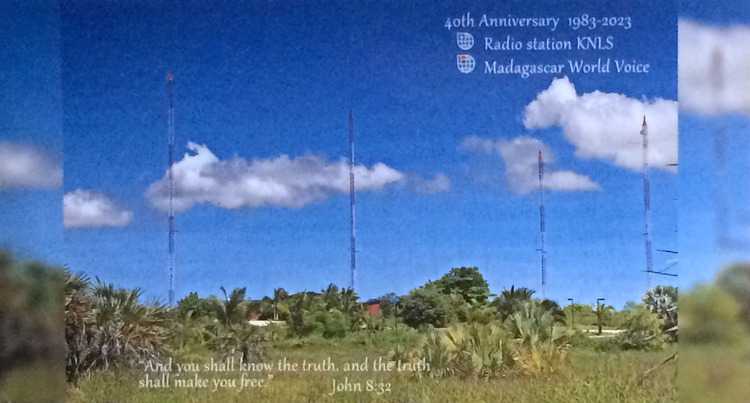 40th Anniversary 1983-2023
Radio station KNLS
Madagascar World Voice
"And you shall know the truth, and the truth
shall make you free."
John 8:32